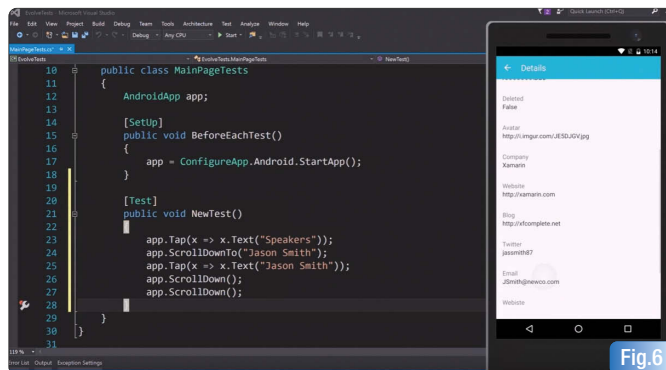 EvolveTests - Microsoft Visual Studio
Quick Launch (Ctrl+Q)
File Edit View Project Build Debug Team Tools Architecture Test Analyze Window Help
Debug Any CPU Start
MainPageTests.cs*
EvolveTests
EvolveTests.MainPageTests
NewTest()
10 public class MainPageTests
11 {
12 AndroidApp app;
13
14 [SetUp]
15 public void BeforeEachTest()
16 {
17 app = ConfigureApp.Android.StartApp();
18 }
19
20 [Test]
21 public void NewTest()
22 {
23 app.Tap(x => x.Text("Speakers"));
24 app.ScrollDownTo("Jason Smith");
25 app.Tap(x => x.Text("Jason Smith"));
26 app.ScrollDown();
27 app.ScrollDown();
28 }
29 }
30 }
31
119 %
Error List Output Exception Settings
10:14
Details
Deleted
False
Avatar
http://i.imgur.com/JE5DJGV.jpg
Company
Xamarin
Website
http://xamarin.com
Blog
http://xfcomplete.net
Twitter
jassmith87
Email
JSmith@newco.com
Website
Fig.6